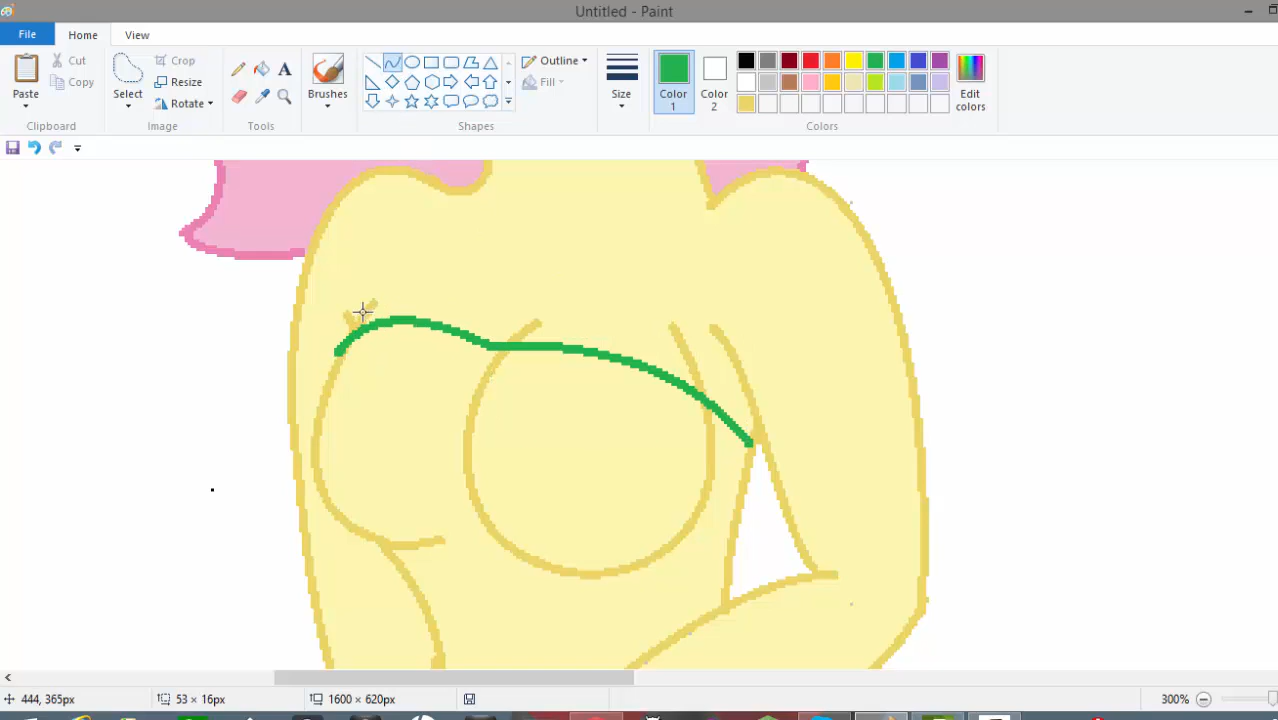 Untitled - Paint
File
Home
View
Paste
Cut
Copy
Clipboard
Select
Crop
Resize
Rotate
Image
A
Tools
Brushes
Outline
Fill
Shapes
Size
Color 1
Color 2
Edit colors
Colors
444, 365px
53 × 16px
1600 × 620px
300%